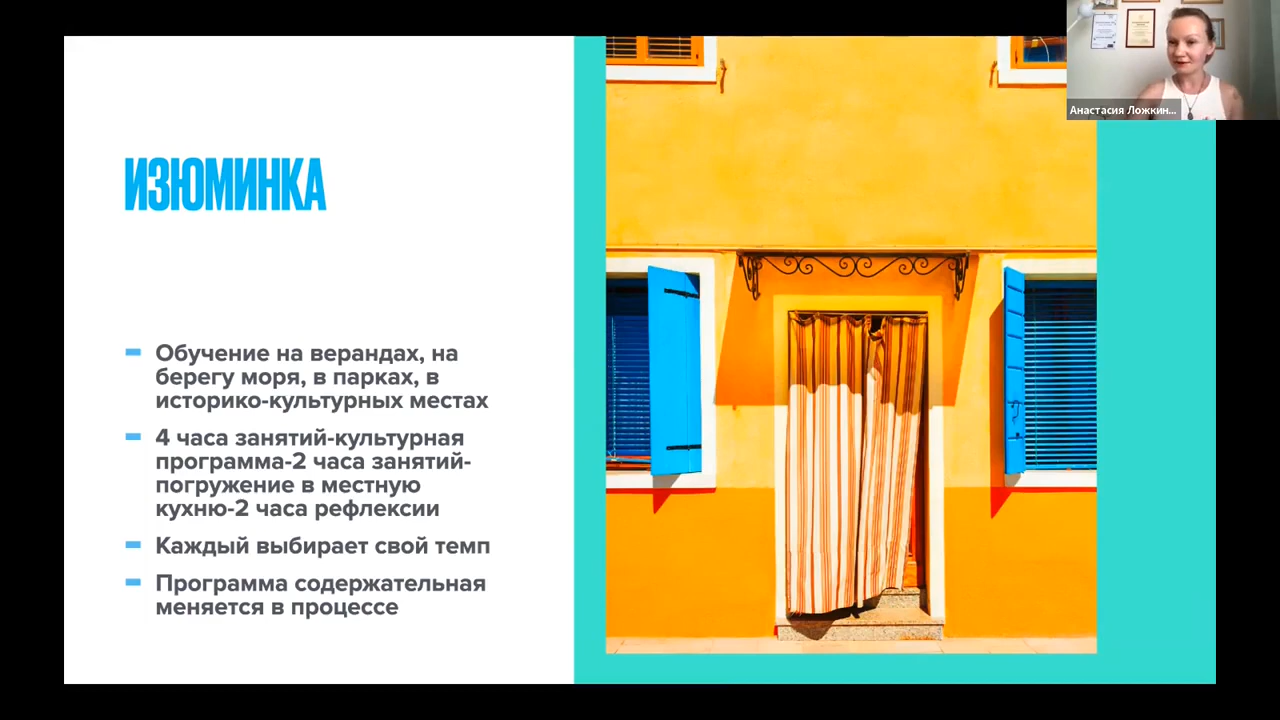 ИЗЮМИНКА
Обучение на верандах, на
берегу моря, в парках, в
историко-культурных местах
4 часа занятий-культурная
программа-2 часа занятий-
погружение в местную
кухню-2 часа рефлексии
Каждый выбирает свой темп
Программа содержательная
меняется в процессе
Анастасия Ложкин...